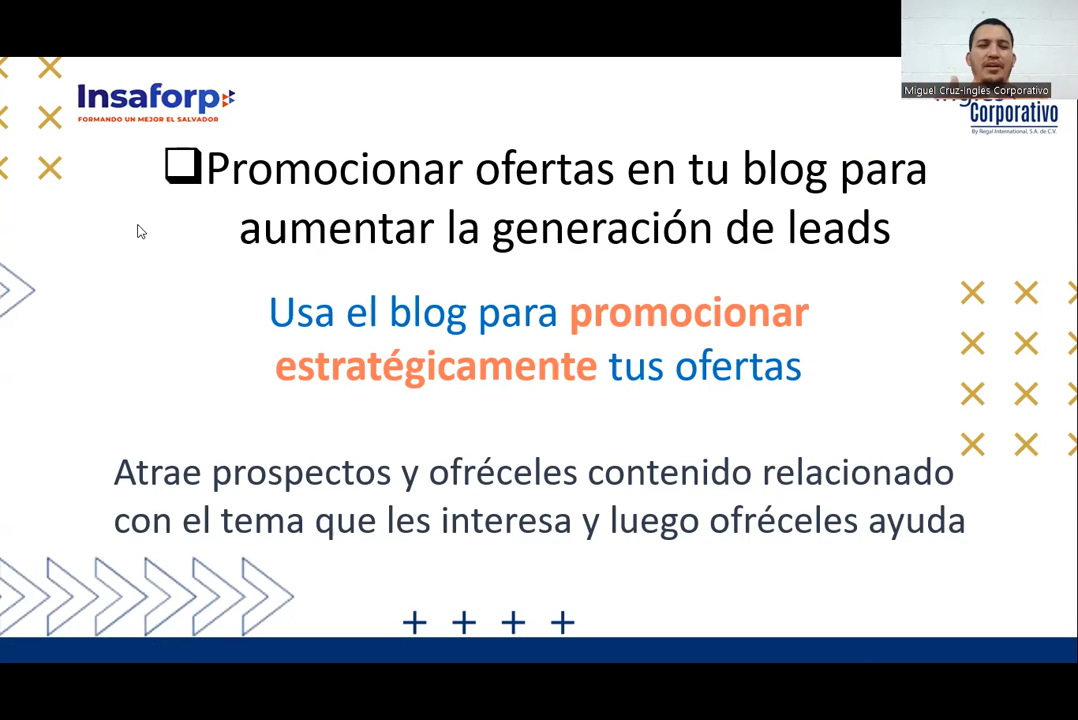 Insaforp
FORMANDO UN MEJOR EL SALVADOR
Miguel Cruz-Ingles Corporativo
Corporativo
By Regal International, S.A. de C.V.
Promocionar ofertas en tu blog para
aumentar la generación de leads
Usa el blog para promocionar
estratégicamente tus ofertas
Atrae prospectos y ofréceles contenido relacionado
con el tema que les interesa y luego ofréceles ayuda